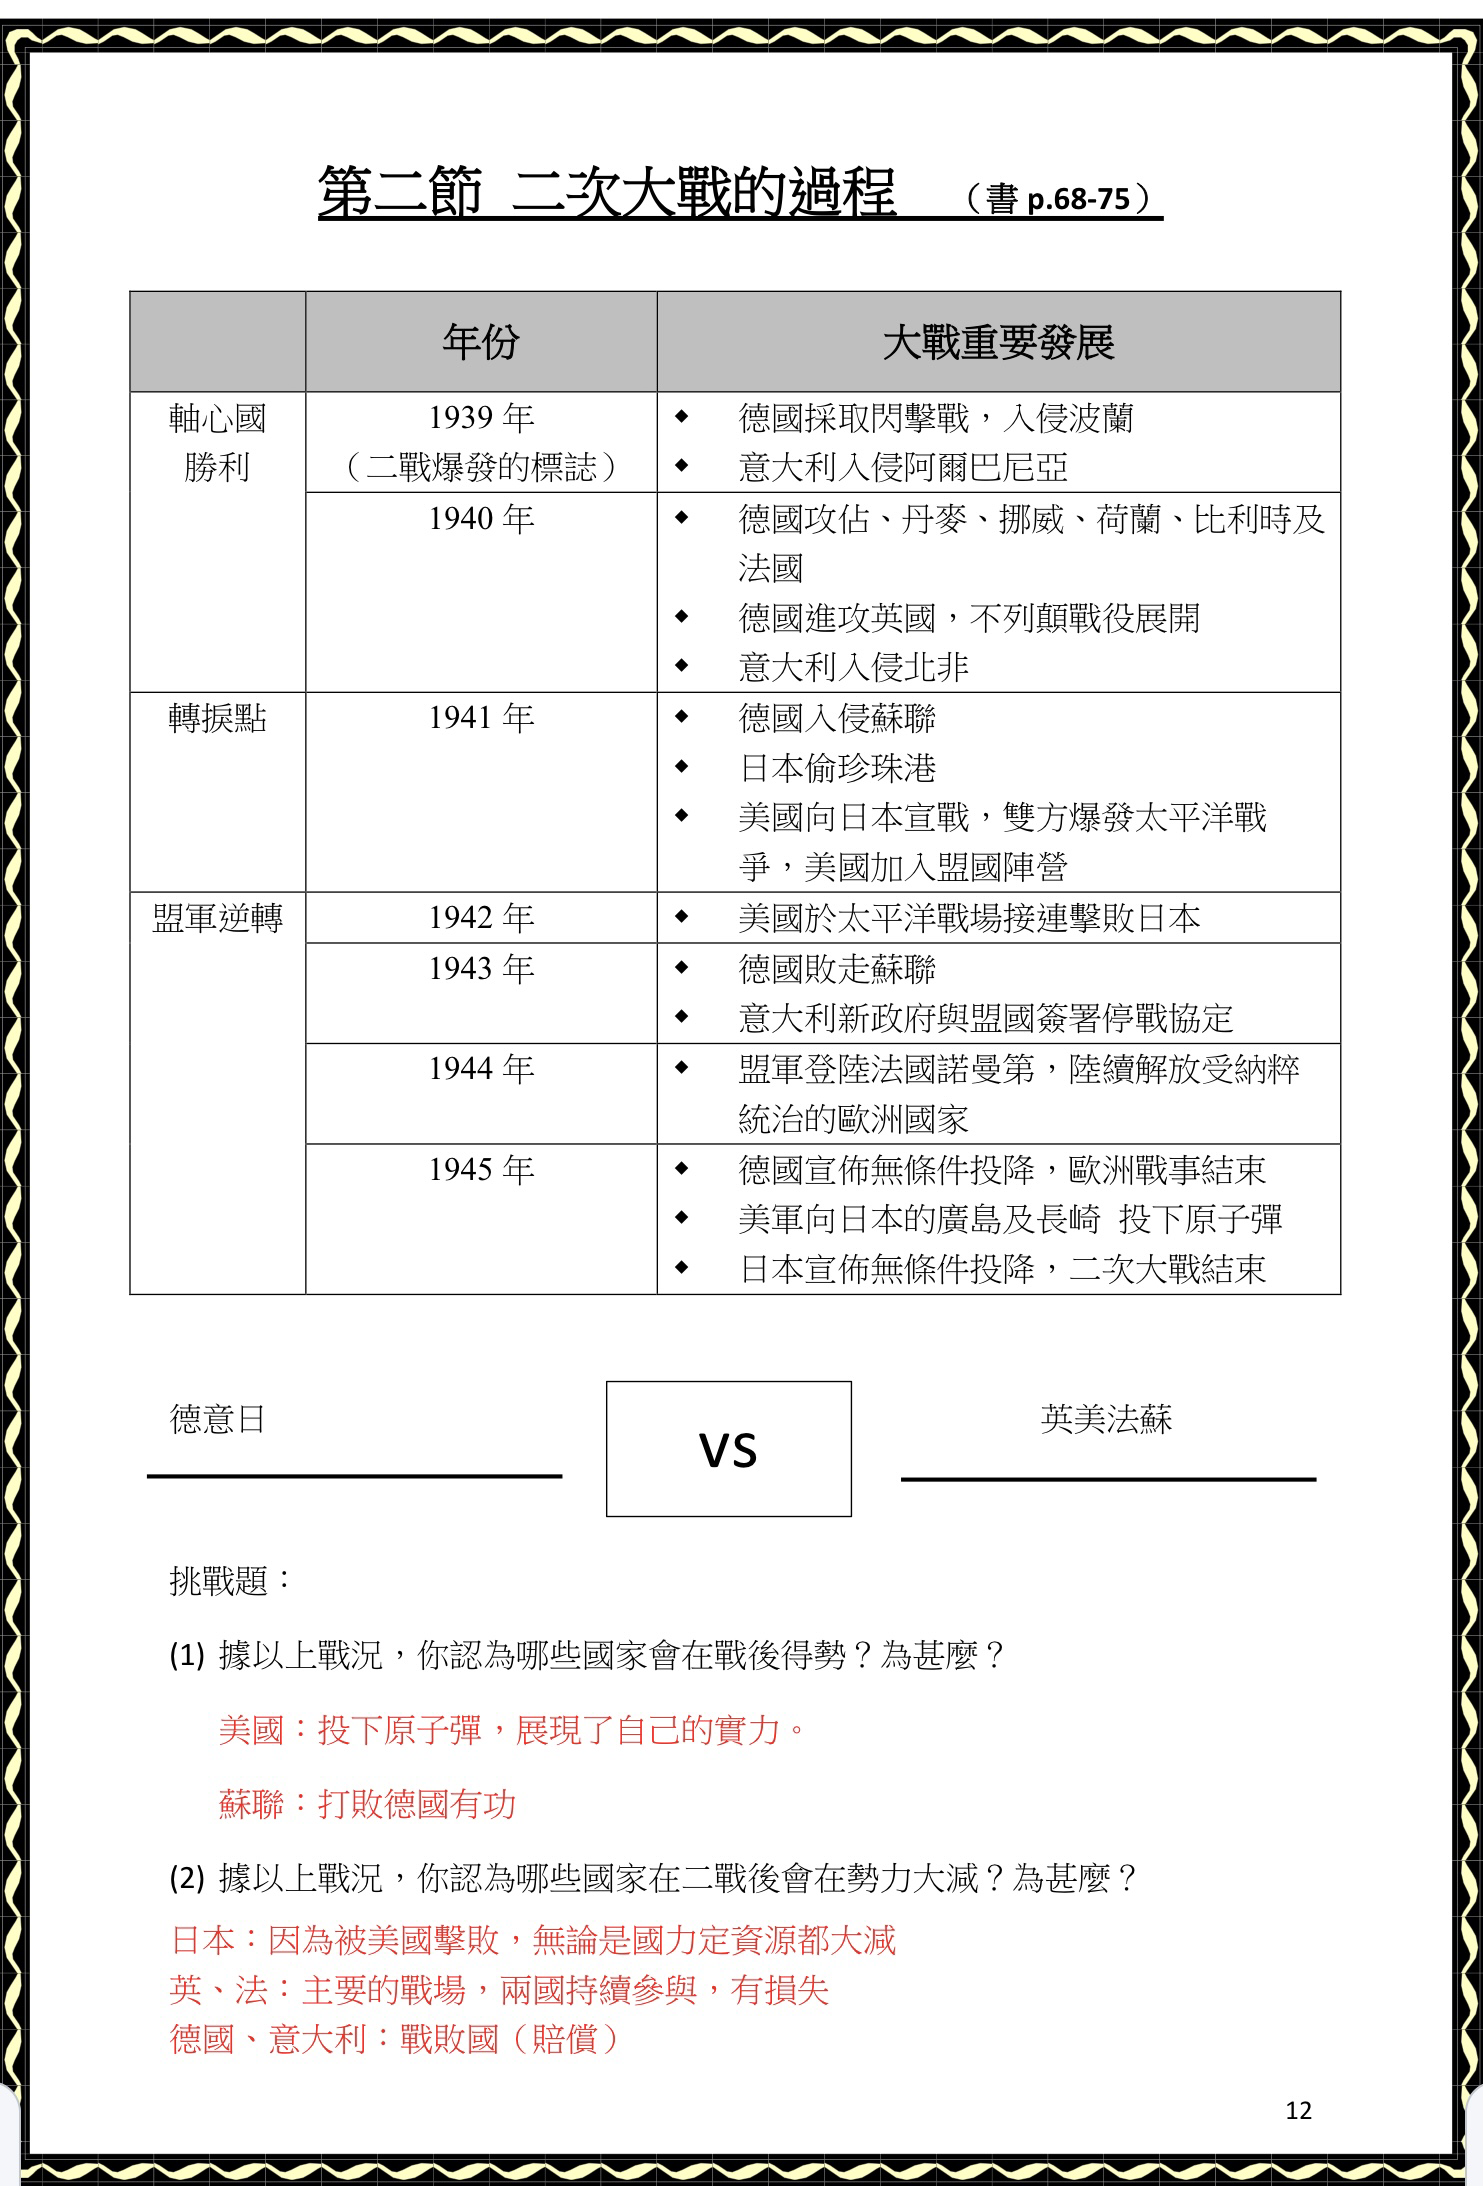 第二節 二次大戰的過程 （書 p.68-75）
年份 大戰重要發展
軸心國
勝利
1939 年
（二戰爆發的標誌）
◆ 德國採取閃擊戰，入侵波蘭
◆ 意大利入侵阿爾巴尼亞
1940 年
◆ 德國攻佔、丹麥、挪威、荷蘭、比利時及
法國
◆ 德國進攻英國，不列顛戰役展開
◆ 意大利入侵北非
轉捩點
1941 年
◆ 德國入侵蘇聯
◆ 日本偷珍珠港
◆ 美國向日本宣戰，雙方爆發太平洋戰
爭，美國加入盟國陣營
盟軍逆轉
1942 年
◆ 美國於太平洋戰場接連擊敗日本
1943 年
◆ 德國敗走蘇聯
◆ 意大利新政府與盟國簽署停戰協定
1944 年
◆ 盟軍登陸法國諾曼第，陸續解放受納粹
統治的歐洲國家
1945 年
◆ 德國宣佈無條件投降，歐洲戰事結束
◆ 美軍向日本的廣島及長崎 投下原子彈
◆ 日本宣佈無條件投降，二次大戰結束
德意日 VS 英美法蘇
挑戰題：
(1) 據以上戰況，你認為哪些國家會在戰後得勢？為甚麼？
美國：投下原子彈，展現了自己的實力。
蘇聯：打敗德國有功
(2) 據以上戰況，你認為哪些國家在二戰後會在勢力大減？為甚麼？
日本：因為被美國擊敗，無論是國力定資源都大減
英、法：主要的戰場，兩國持續參與，有損失
德國、意大利：戰敗國（賠償）
12